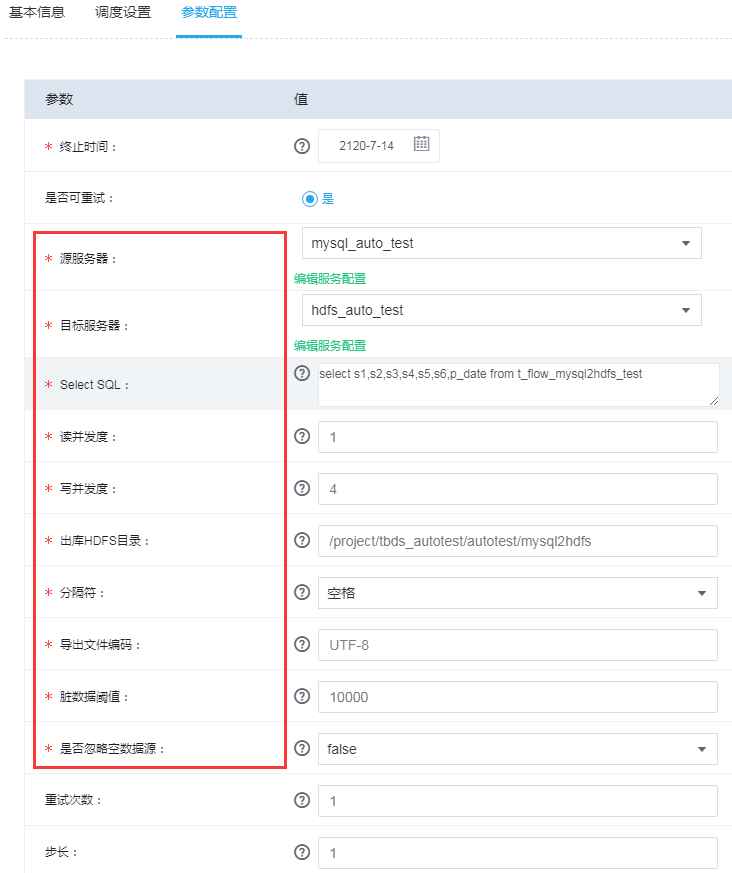 基本信息 调度设置 参数配置
参数 值
* 终止时间： 2120-7-14
是否可重试： 是
* 源服务器： mysql_auto_test
编辑服务配置
* 目标服务器： hdfs_auto_test
编辑服务配置
* Select SQL： select s1,s2,s3,s4,s5,s6,p_date from t_flow_mysql2hdfs_test
* 读并发度： 1
* 写并发度： 4
* 出库HDFS目录： /project/tbds_autotest/autotest/mysql2hdfs
* 分隔符： 空格
* 导出文件编码： UTF-8
* 脏数据阈值： 10000
* 是否忽略空数据源： false
重试次数： 1
步长： 1